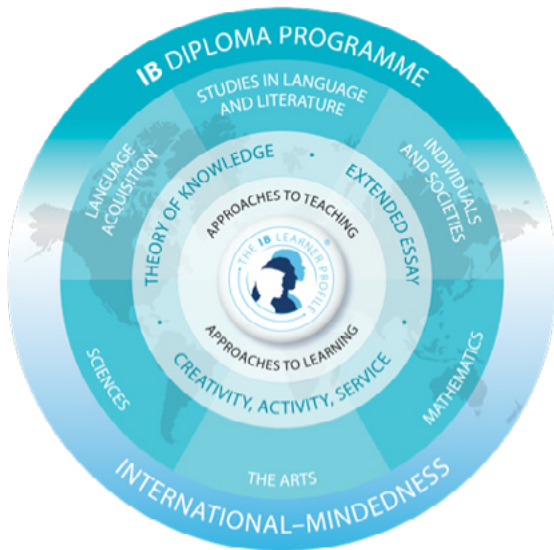 IB DIPLOMA PROGRAMME
STUDIES IN LANGUAGE
AND LITERATURE
LANGUAGE
ACQUISITION
INDIVIDUALS
AND SOCIETIES
THEORY OF KNOWLEDGE
·
EXTENDED ESSAY
APPROACHES TO TEACHING
THE IB LEARNER PROFILE
®
APPROACHES TO LEARNING
·
·
CREATIVITY, ACTIVITY, SERVICE
SCIENCES
MATHEMATICS
THE ARTS
INTERNATIONAL–MINDEDNESS